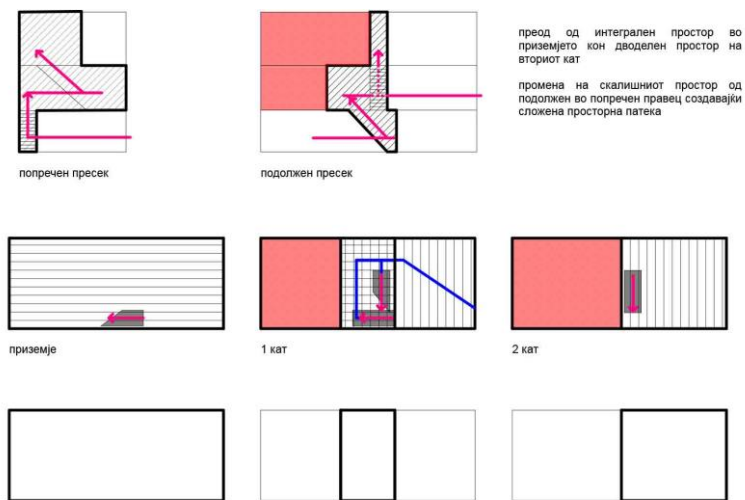 преод од интегрален простор во
приземјето кон дводелен простор на
вториот кат
промена на скалишниот простор од
подолжен во попречен правец создавајќи
сложена просторна патека
попречен пресек
подолжен пресек
приземје
1 кат
2 кат